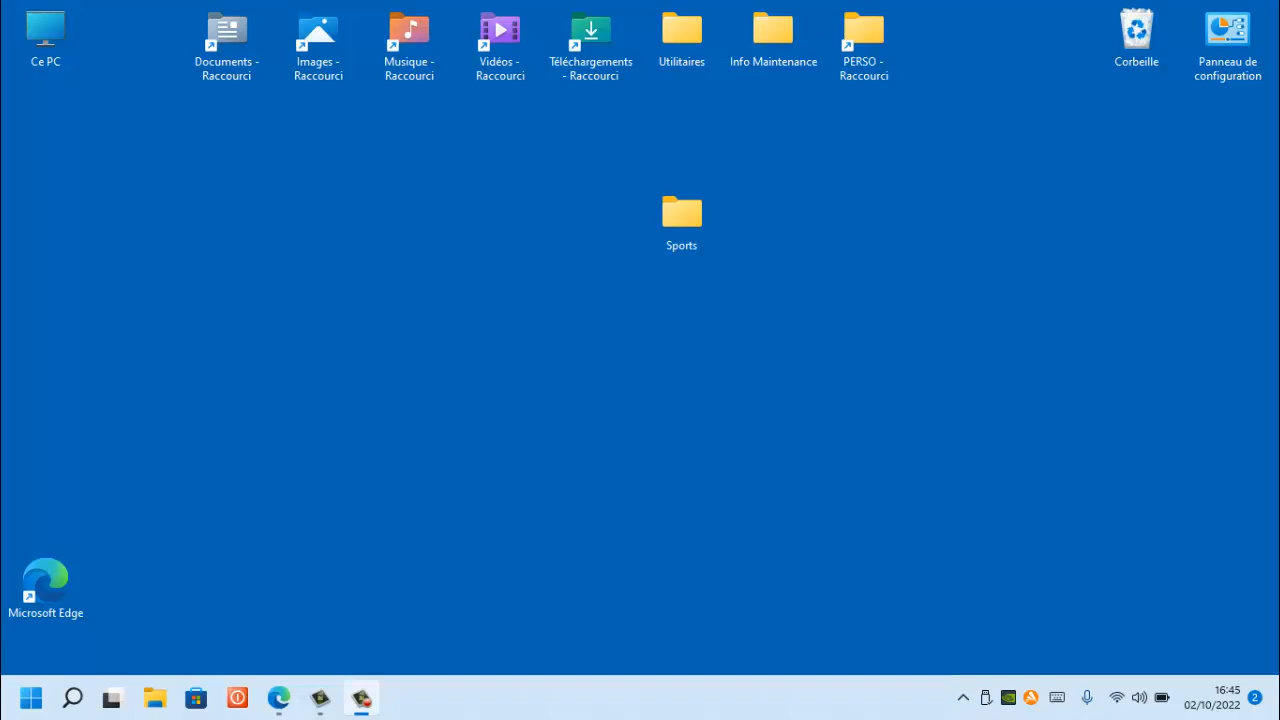 Ce PC
Documents -
Raccourci
Images -
Raccourci
Musique -
Raccourci
Vidéos -
Raccourci
Téléchargements
- Raccourci
Utilitaires
Info Maintenance
PERSO -
Raccourci
Corbeille
Panneau de
configuration
Sports
Microsoft Edge
16:45
02/10/2022
2